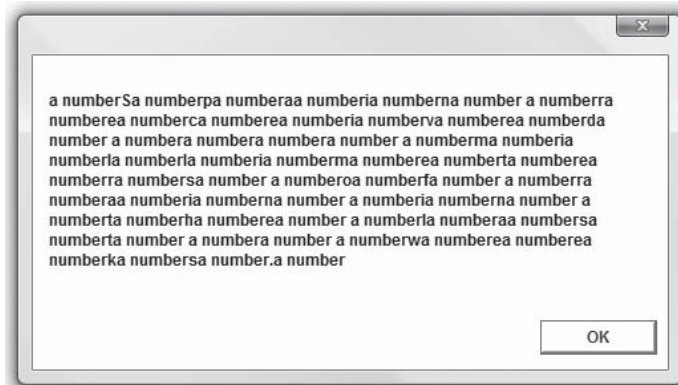 a numberSa numberpa numberaa numberia numberna number a numberra
numberea numberca numberea numberia numberva numberea numberda
number a numbera numbera numbera number a numberma numberia
numberla numberla numberia numberma numberea numberta numberea
numberra numbersa number a numberoa numberfa number a numberra
numberaa numberia numberna number a numberia numberna number a
numberta numberha numberea number a numberla numberaa numbersa
numberta number a numbera number a numberwa numberea numberea
numberka numbersa number.a number
OK